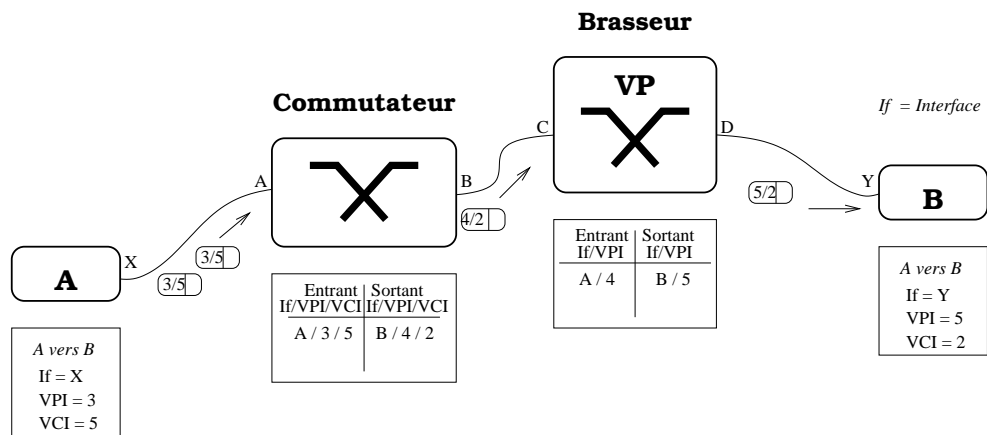 Brasseur
Commutateur
VP
If = Interface
C
D
A
B
Y
5/2
4/2
B
3/5
X
3/5
A
Entrant Sortant
If/VPI If/VPI
A / 4 B / 5
Entrant Sortant
If/VPI/VCI If/VPI/VCI
A / 3 / 5 B / 4 / 2
A vers B
If = Y
VPI = 5
VCI = 2
A vers B
If = X
VPI = 3
VCI = 5